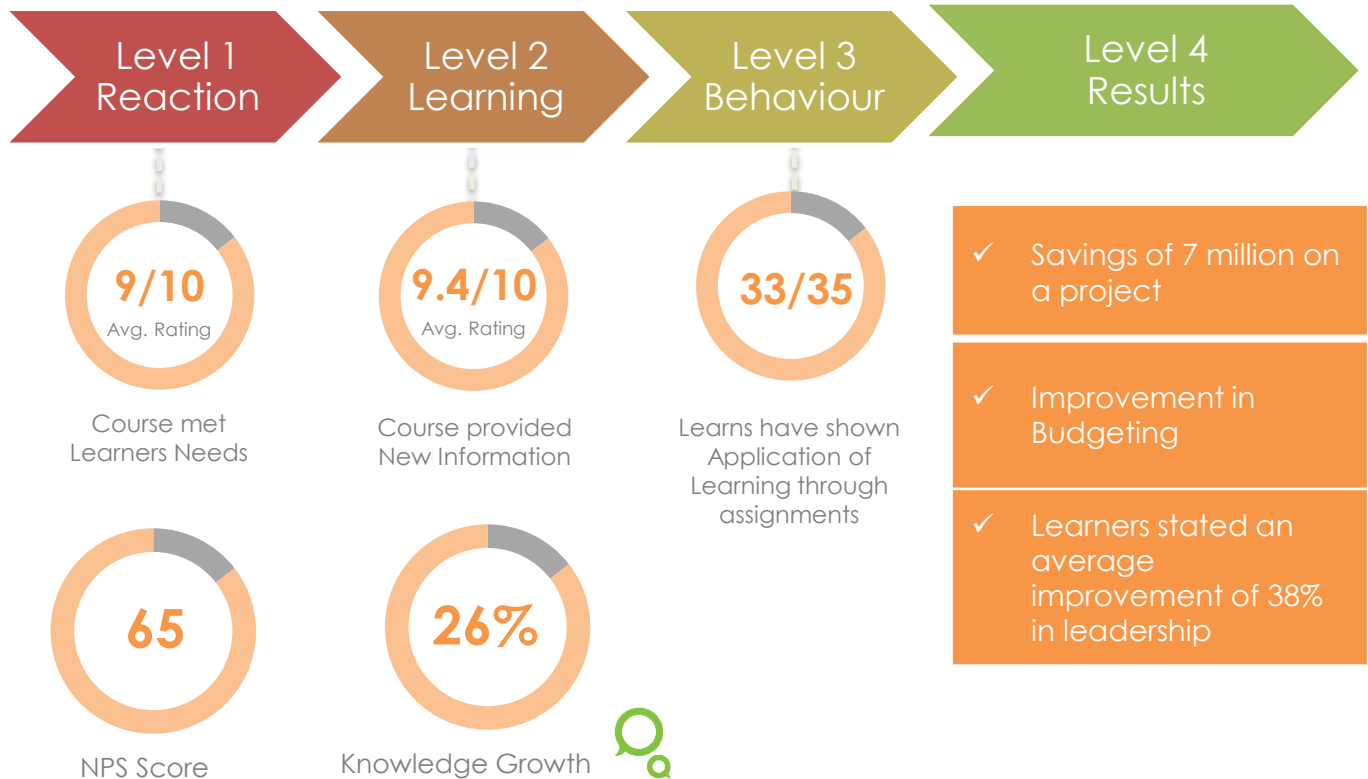 Level 1
Reaction
Level 2
Learning
Level 3
Behaviour
Level 4
Results
9/10
Avg. Rating
Course met
Learners Needs
9.4/10
Avg. Rating
Course provided
New Information
33/35
Learns have shown
Application of
Learning through
assignments
65
NPS Score
26%
Knowledge Growth
✓ Savings of 7 million on
a project
✓ Improvement in
Budgeting
✓ Learners stated an
average
improvement of 38%
in leadership